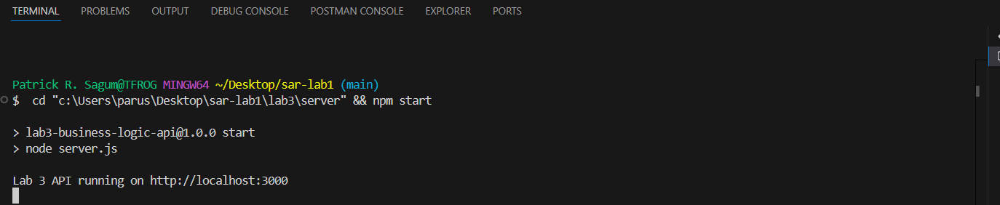 TERMINAL PROBLEMS OUTPUT DEBUG CONSOLE POSTMAN CONSOLE EXPLORER PORTS
Patrick R. Sagum@TFROG MINGW64 ~/Desktop/sar-lab1 (main)
$  cd "c:\Users\parus\Desktop\sar-lab1\lab3\server" && npm start
> lab3-business-logic-api@1.0.0 start
> node server.js
Lab 3 API running on http://localhost:3000